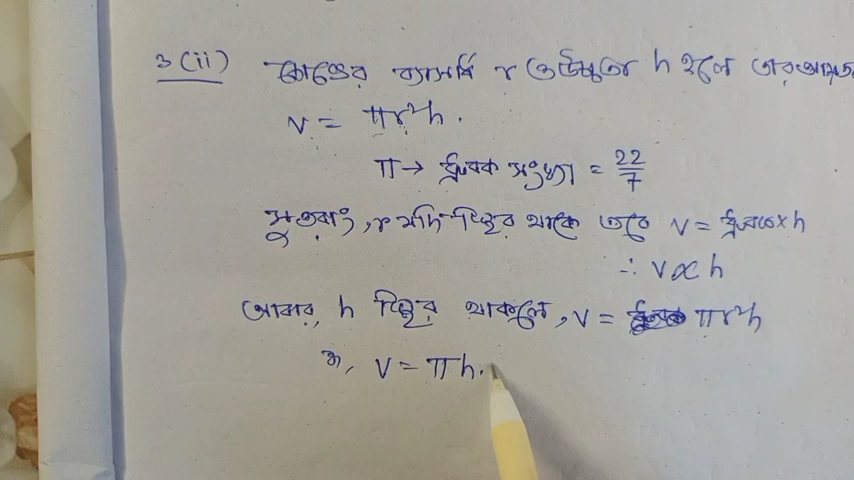 3(ii) চোঙের ব্যাসার্ধ r ও উচ্চতা h হলে তার আয়তন
V = πr²h.
π → ধ্রুবক সংখ্যা = 22/7
সুতরাং, r যদি স্থির থাকে তবে V = ধ্রুবক×h
∴ V∝h
আবার, h স্থির থাকলে, V = πr²h
বা, V = πh.